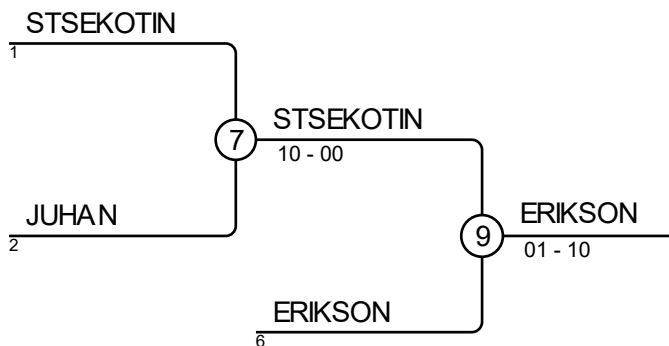 STSEKOTIN
1
7
STSEKOTIN
10 - 00
JUHAN
2
9
ERIKSON
01 - 10
ERIKSON
6